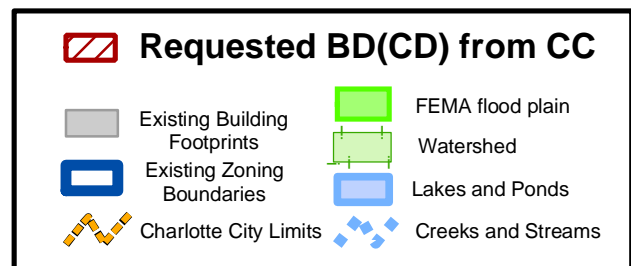 Requested BD(CD) from CC
Existing Building
Footprints
Existing Zoning
Boundaries
Charlotte City Limits
FEMA flood plain
Watershed
Lakes and Ponds
Creeks and Streams